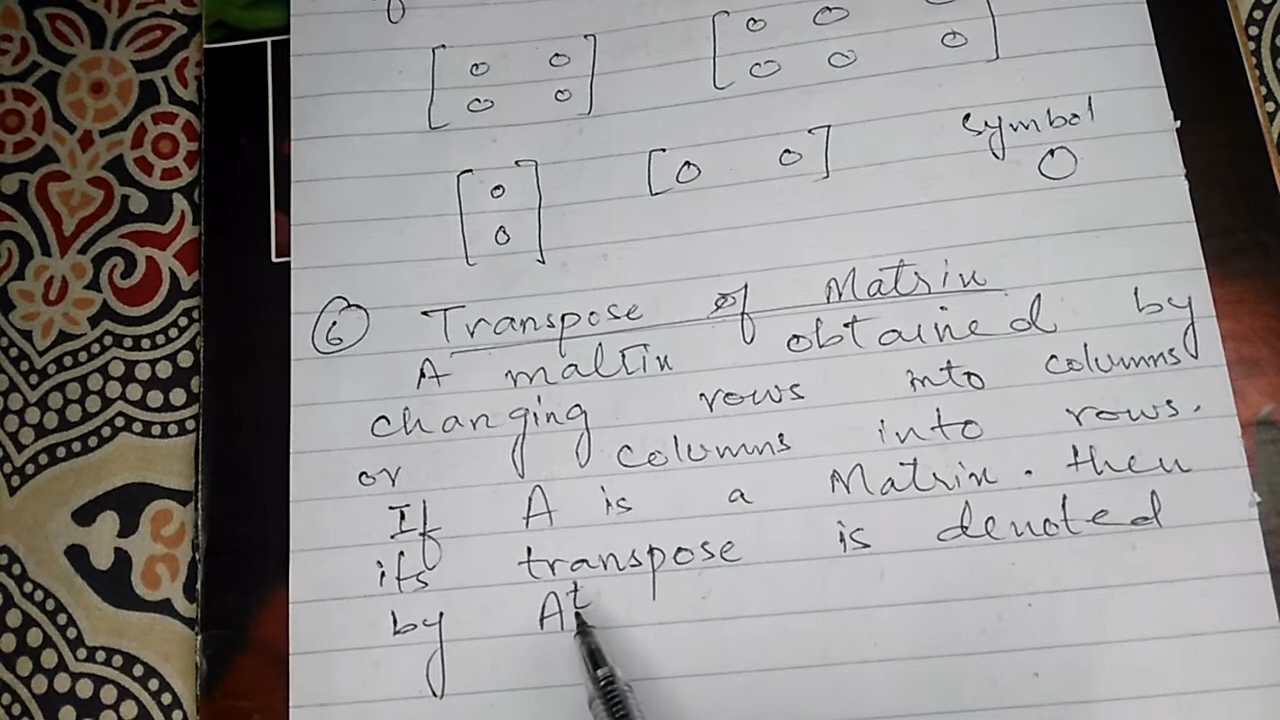 [ 0 0 [ 0 0
0 0 ] 0 0 0 ]
[ 0 [ 0 0 ] symbol
0 ] O
6 Transpose of Matrix
A matrix obtained by
changing rows into columns
or columns into rows.
If A is a Matrix. then
its transpose is denoted
by Aᵗ